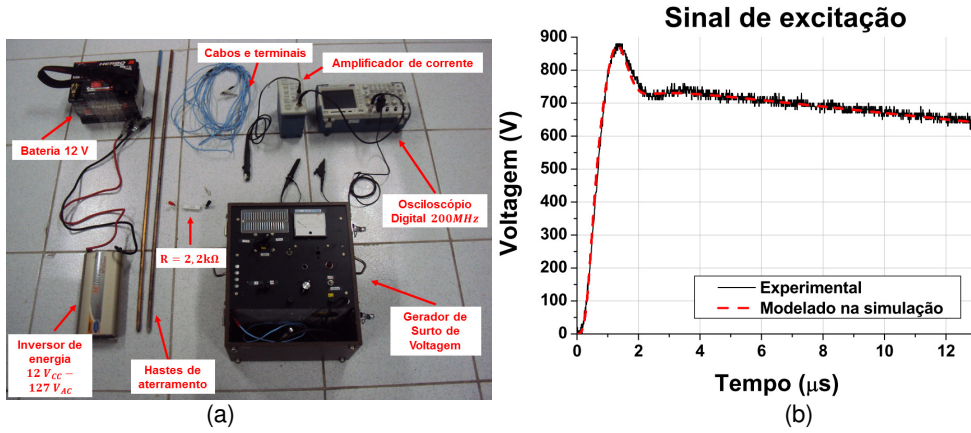 Cabos e terminais
Amplificador de corrente
Bateria 12 V
Osciloscópio
Digital 200MHz
R = 2,2kΩ
Gerador de
Surto de
Voltagem
Inversor de
energia
12 V_CC −
127 V_AC
Hastes de
aterramento
(a)
Sinal de excitação
Voltagem (V)
900
800
700
600
500
400
300
200
100
0
Experimental
Modelado na simulação
0 2 4 6 8 10 12
Tempo (μs)
(b)